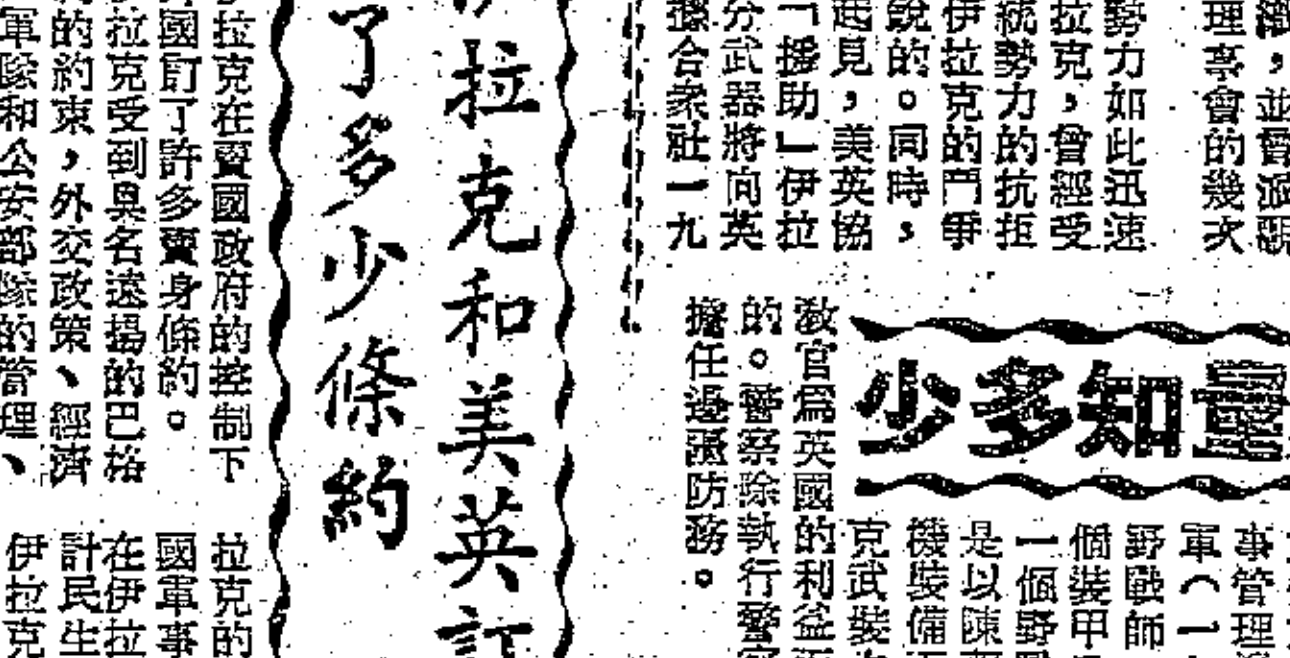 織，並曾派
理事會的幾次
勢力如此迅速
拉克，曾經受
統勢力的抗拒
伊拉克的鬥爭
銳的。同時，
起見，美英協
「援助」伊拉
分武器將向英
據合衆社一九
知多少
事管理
軍（一
野戰師
個裝甲
一個野戰
是以陳
機裝備
克武裝
教官爲英國的利益
的。警察除執行警察
擔任邊疆防務。
伊拉克和美英訂
了多少條約
拉克在賣國政府的控制下
國訂了許多賣身條約。
拉克受到臭名遠揚的巴格
的約束，外交政策、經濟
軍隊和公安部隊的管理、
拉克的
國軍事
在伊拉
計民生
伊拉克